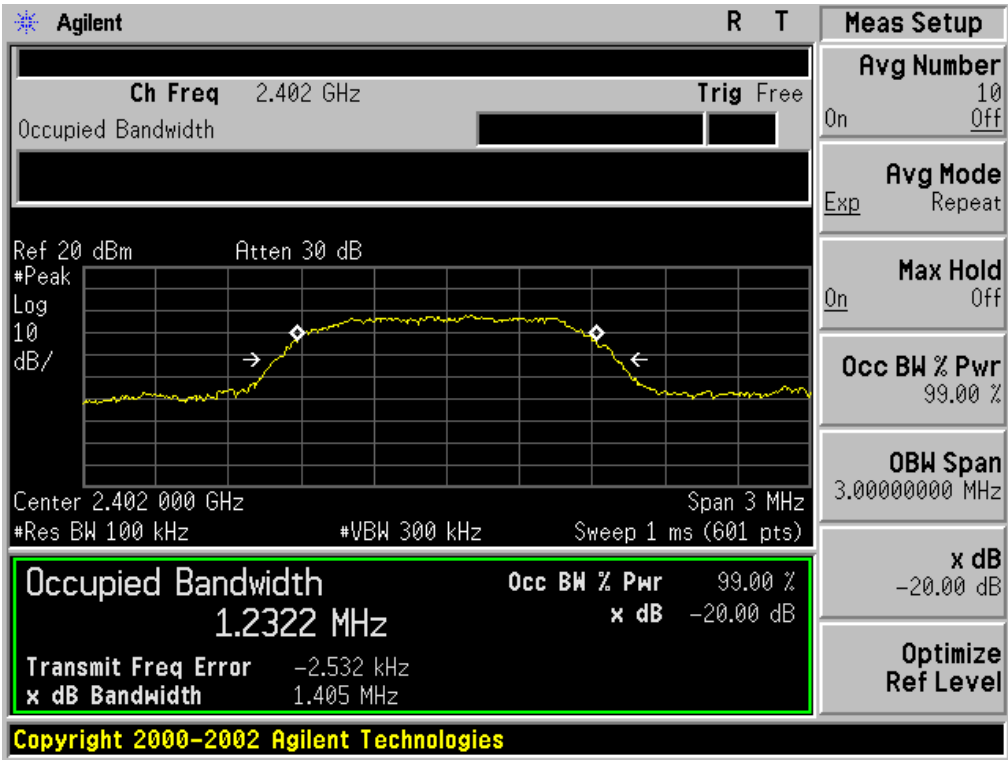 Agilent R T
Ch Freq 2.402 GHz Trig Free
Occupied Bandwidth
Ref 20 dBm Atten 30 dB
#Peak
Log
10
dB/
Center 2.402 000 GHz Span 3 MHz
#Res BW 100 kHz #VBW 300 kHz Sweep 1 ms (601 pts)
Occupied Bandwidth Occ BW % Pwr 99.00 %
1.2322 MHz x dB -20.00 dB
Transmit Freq Error -2.532 kHz
x dB Bandwidth 1.405 MHz
Copyright 2000-2002 Agilent Technologies
Meas Setup
Avg Number
10
On Off
Avg Mode
Exp Repeat
Max Hold
On Off
Occ BW % Pwr
99.00 %
OBW Span
3.00000000 MHz
x dB
-20.00 dB
Optimize
Ref Level